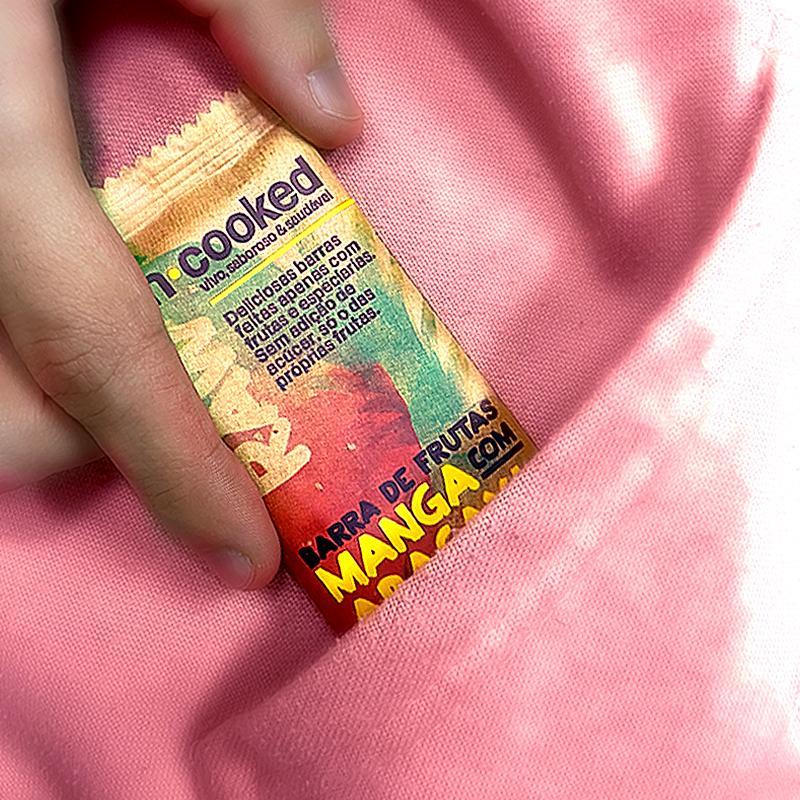 n·cooked
vivo, saboroso & saudável
Deliciosas barras
feitas apenas com
frutas e especiarias.
Sem adição de
açúcar, só o das
próprias frutas.
BARRA DE FRUTAS
MANGA COM